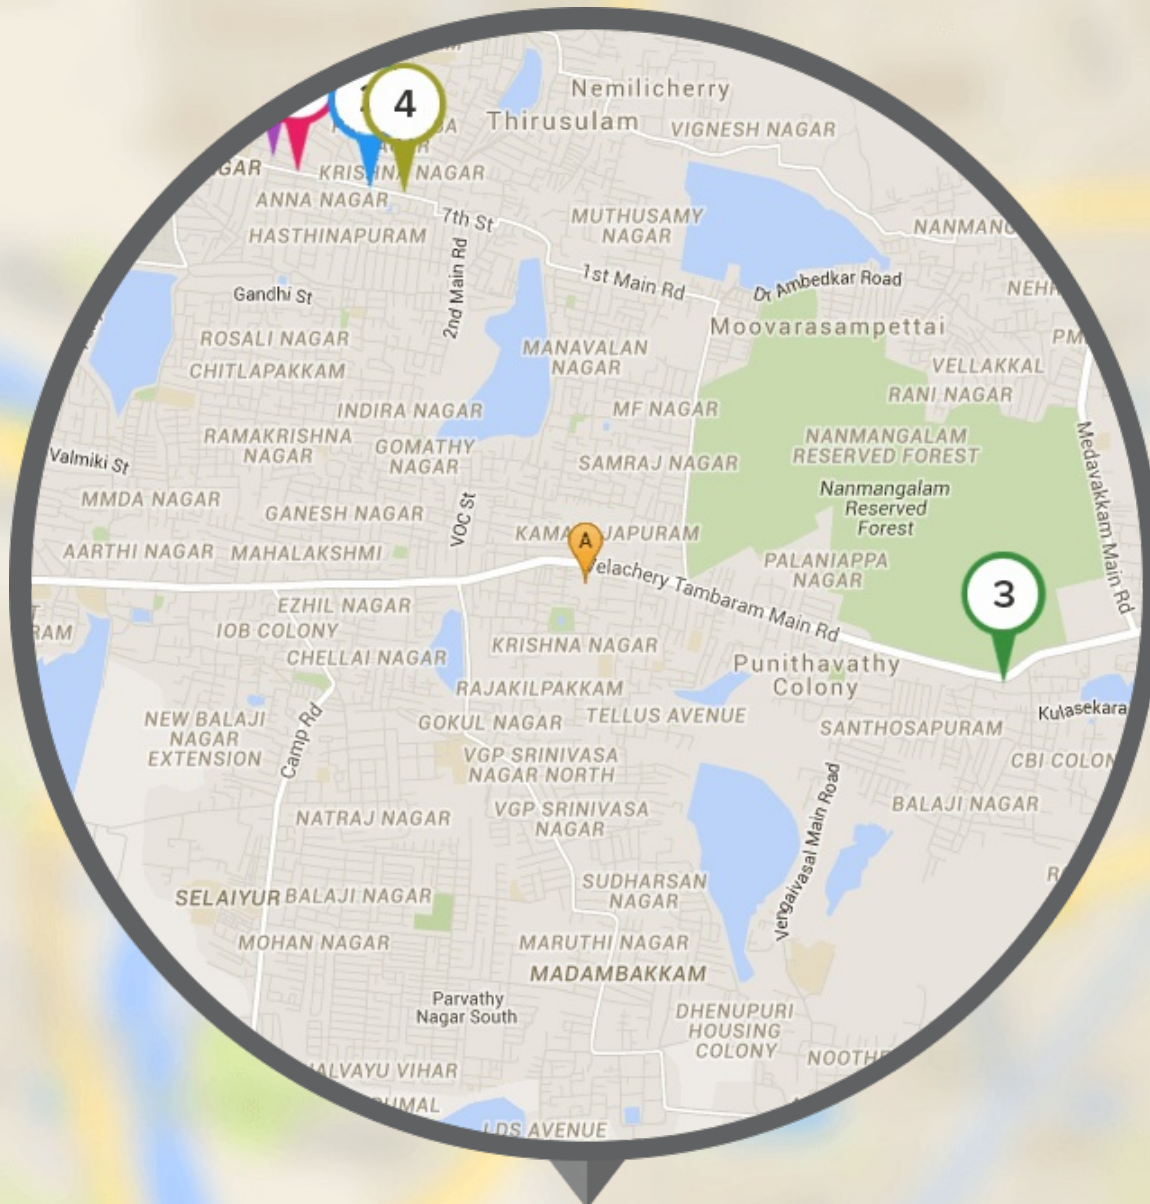 Nemilicherry
4
Thirusulam
VIGNESH NAGAR
KRISHNA NAGAR
ANNA NAGAR
7th St
MUTHUSAMY
NAGAR
HASTHINAPURAM
2nd Main Rd
1st Main Rd
Dr Ambedkar Road
Gandhi St
Moovarasampettai
ROSALI NAGAR
MANAVALAN
NAGAR
VELLAKKAL
CHITLAPAKKAM
RANI NAGAR
INDIRA NAGAR
MF NAGAR
RAMAKRISHNA
NAGAR
GOMATHY
NAGAR
NANMANGALAM
RESERVED FOREST
Valmiki St
SAMRAJ NAGAR
Medavakkam Main Rd
Nanmangalam
Reserved
Forest
MMDA NAGAR
GANESH NAGAR
VOC St
A
AARTHI NAGAR
MAHALAKSHMI
PALANIAPPA
NAGAR
Velachery Tambaram Main Rd
3
EZHIL NAGAR
IOB COLONY
KRISHNA NAGAR
CHELLAI NAGAR
Punithavathy
Colony
RAJAKILPAKKAM
NEW BALAJI
NAGAR
EXTENSION
Camp Rd
GOKUL NAGAR
TELLUS AVENUE
SANTHOSAPURAM
Kulasekara
VGP SRINIVASA
NAGAR NORTH
Vengaivasal Main Road
BALAJI NAGAR
NATRAJ NAGAR
VGP SRINIVASA
NAGAR
SELAIYUR
BALAJI NAGAR
SUDHARSAN
NAGAR
MOHAN NAGAR
MARUTHI NAGAR
MADAMBAKKAM
Parvathy
Nagar South
DHENUPURI
HOUSING
COLONY
VIHAR
LDS AVENUE